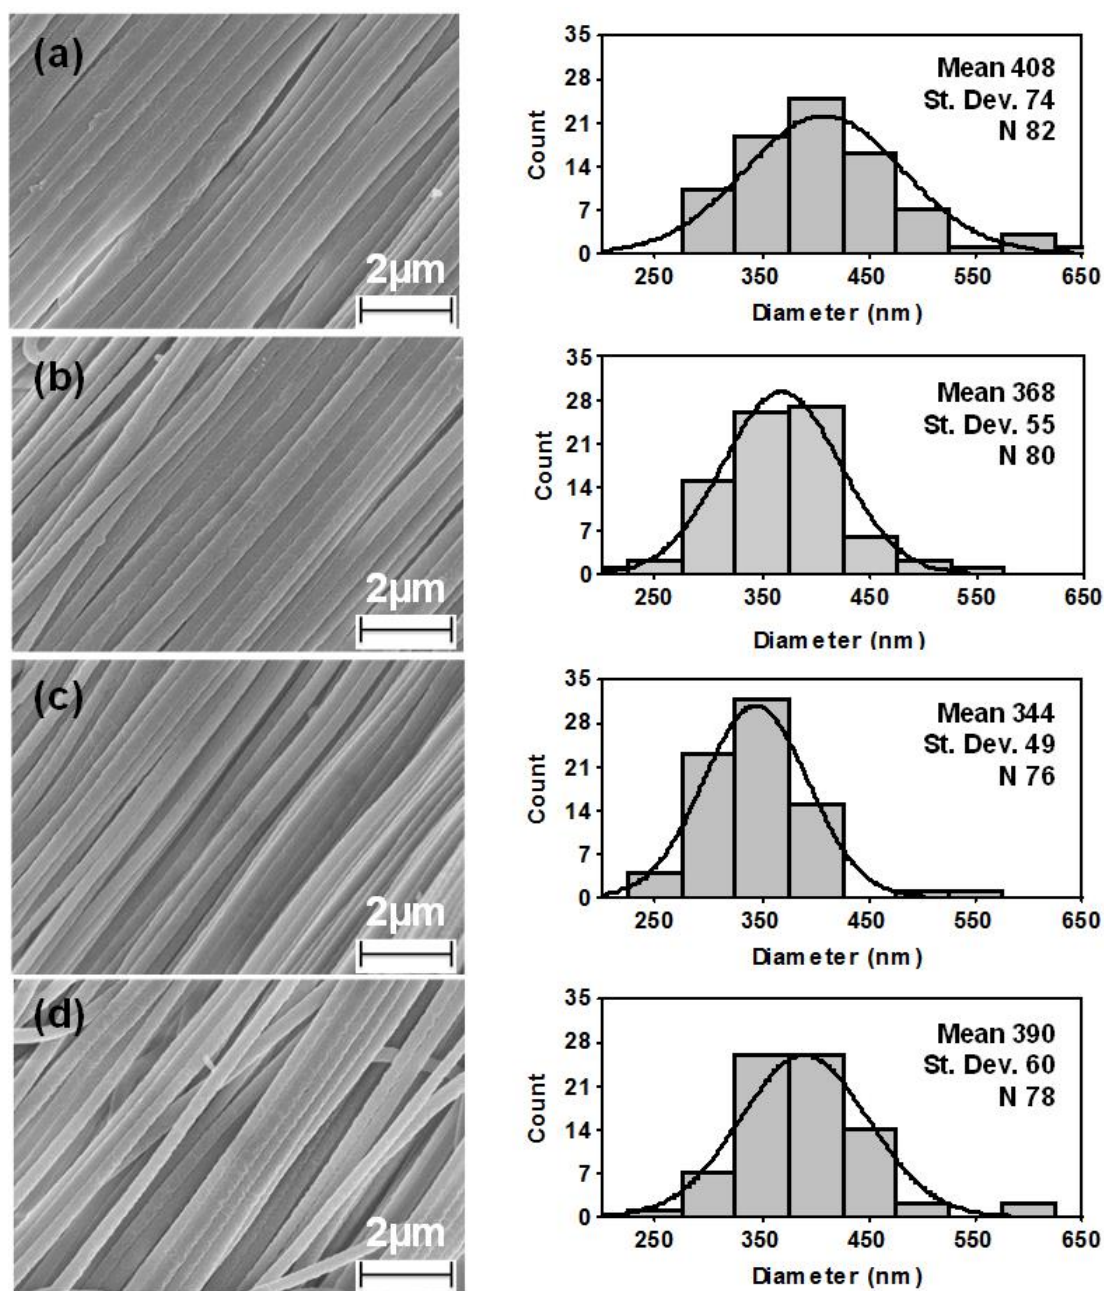 (a)
2µm
35
28
21
14
7
0
Count
Mean 408
St. Dev. 74
N 82
250 350 450 550 650
Diameter (nm)
(b)
2µm
35
28
21
14
7
0
Count
Mean 368
St. Dev. 55
N 80
250 350 450 550 650
Diameter (nm)
(c)
2µm
35
28
21
14
7
0
Count
Mean 344
St. Dev. 49
N 76
250 350 450 550 650
Diameter (nm)
(d)
2µm
35
28
21
14
7
0
Count
Mean 390
St. Dev. 60
N 78
250 350 450 550 650
Diameter (nm)